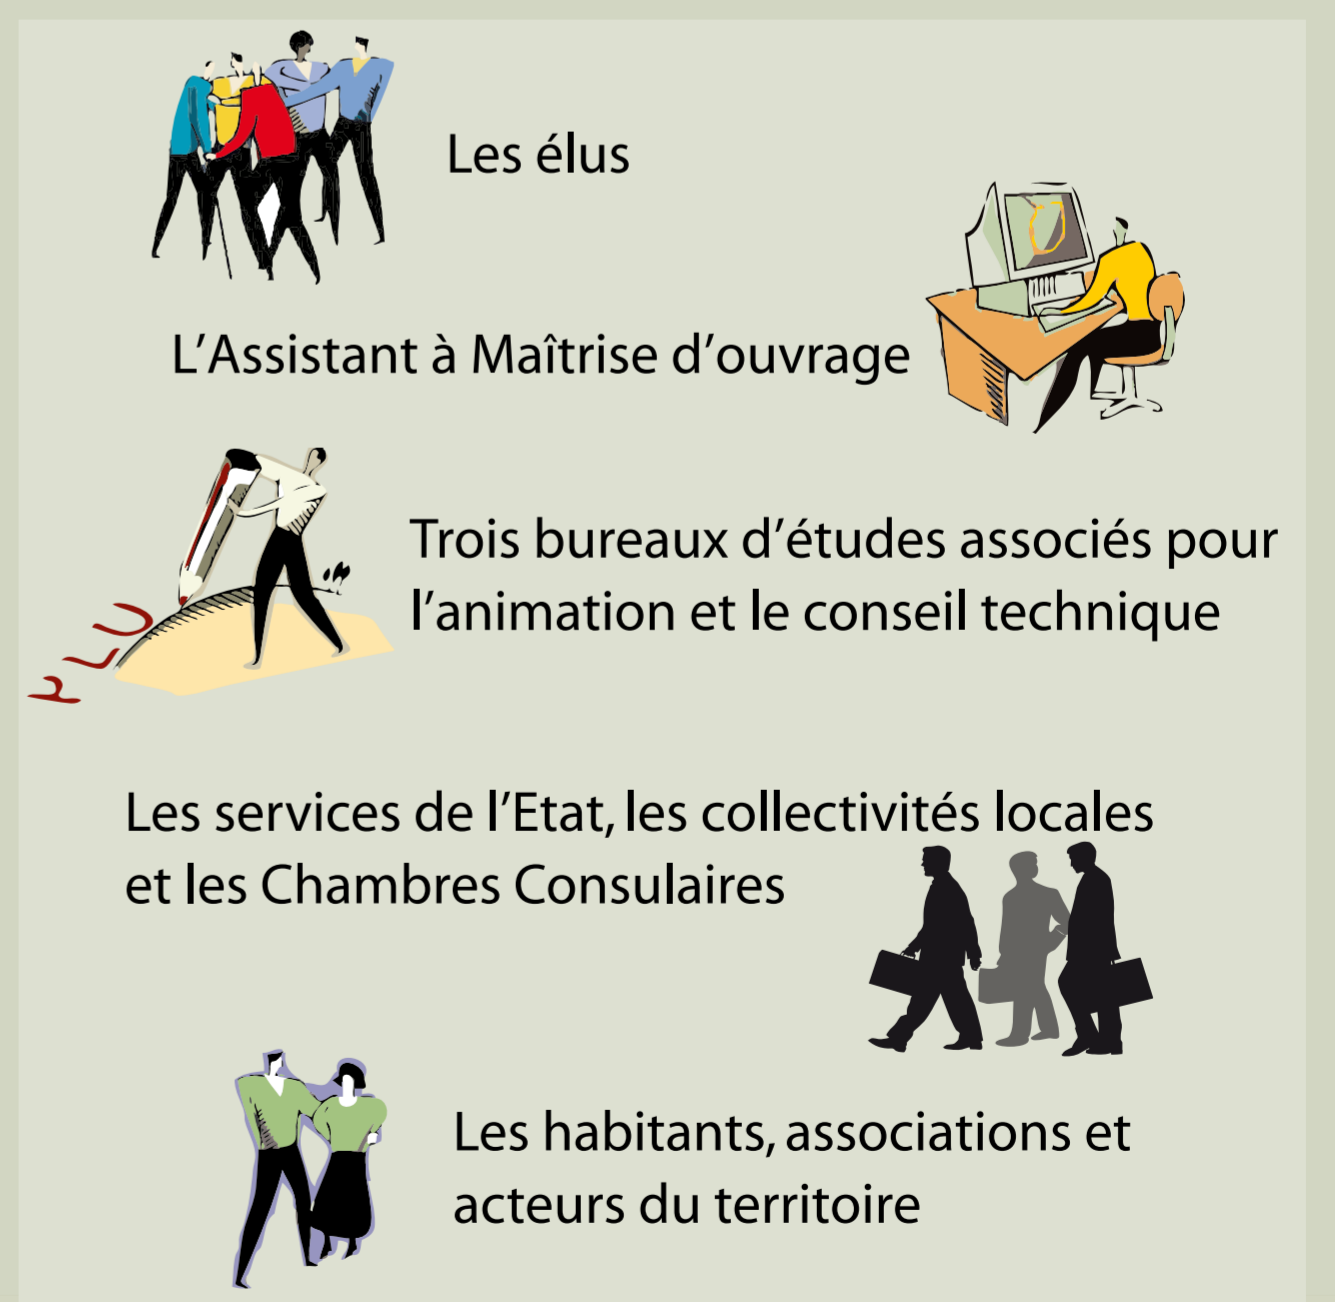 Les élus
L'Assistant à Maîtrise d'ouvrage
Trois bureaux d'études associés pour
l'animation et le conseil technique
PLU
Les services de l'Etat, les collectivités locales
et les Chambres Consulaires
Les habitants, associations et
acteurs du territoire